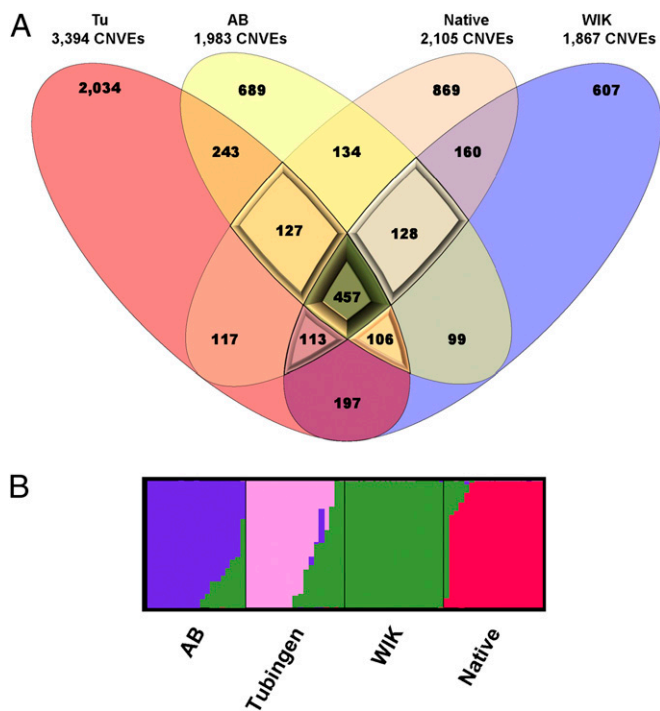 A
Tu
3,394 CNVEs
AB
1,983 CNVEs
Native
2,105 CNVEs
WIK
1,867 CNVEs
2,034
689
869
607
243
134
160
127
128
457
117
113
106
99
197
B
AB
Tubingen
WIK
Native